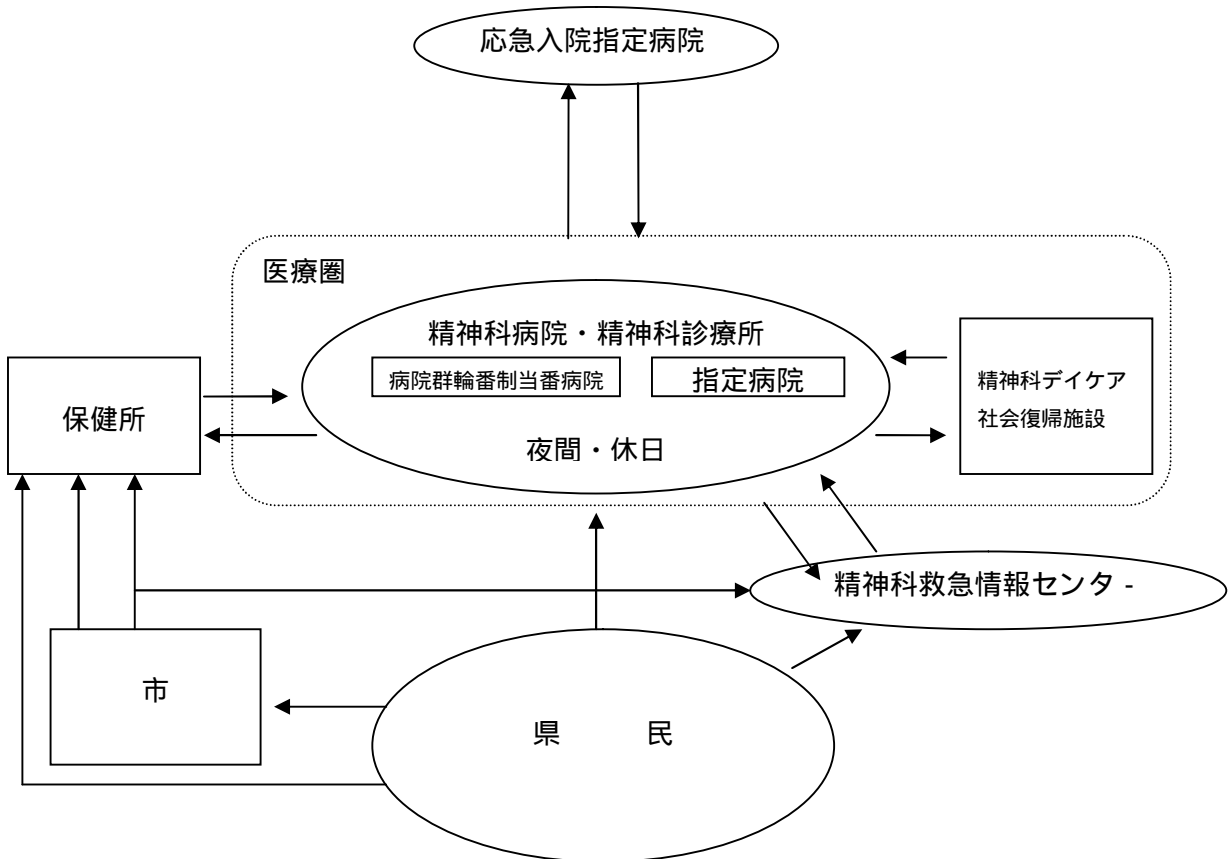 応急入院指定病院
医療圏
精神科病院・精神科診療所
病院群輪番制当番病院
指定病院
夜間・休日
保健所
精神科デイケア
社会復帰施設
精神科救急情報センタ-
市
県 民